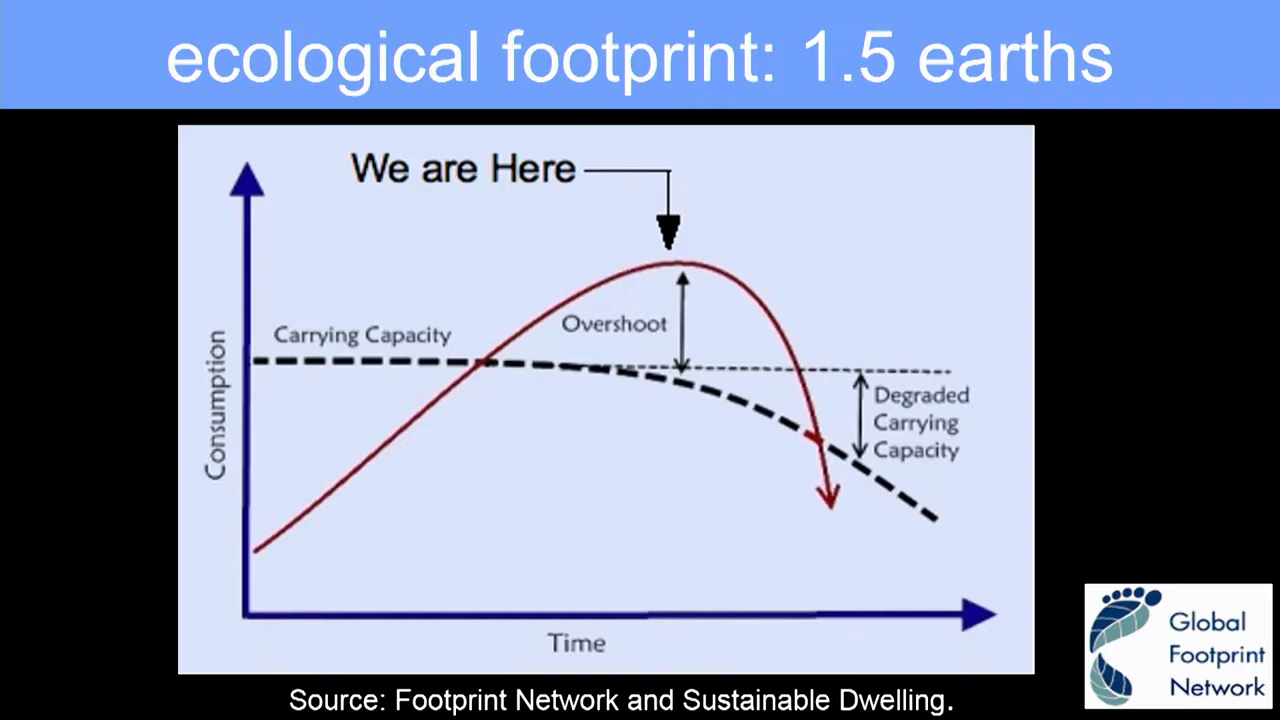 ecological footprint: 1.5 earths
We are Here
Carrying Capacity
Overshoot
Consumption
Degraded
Carrying
Capacity
Time
Global
Footprint
Network
Source: Footprint Network and Sustainable Dwelling.